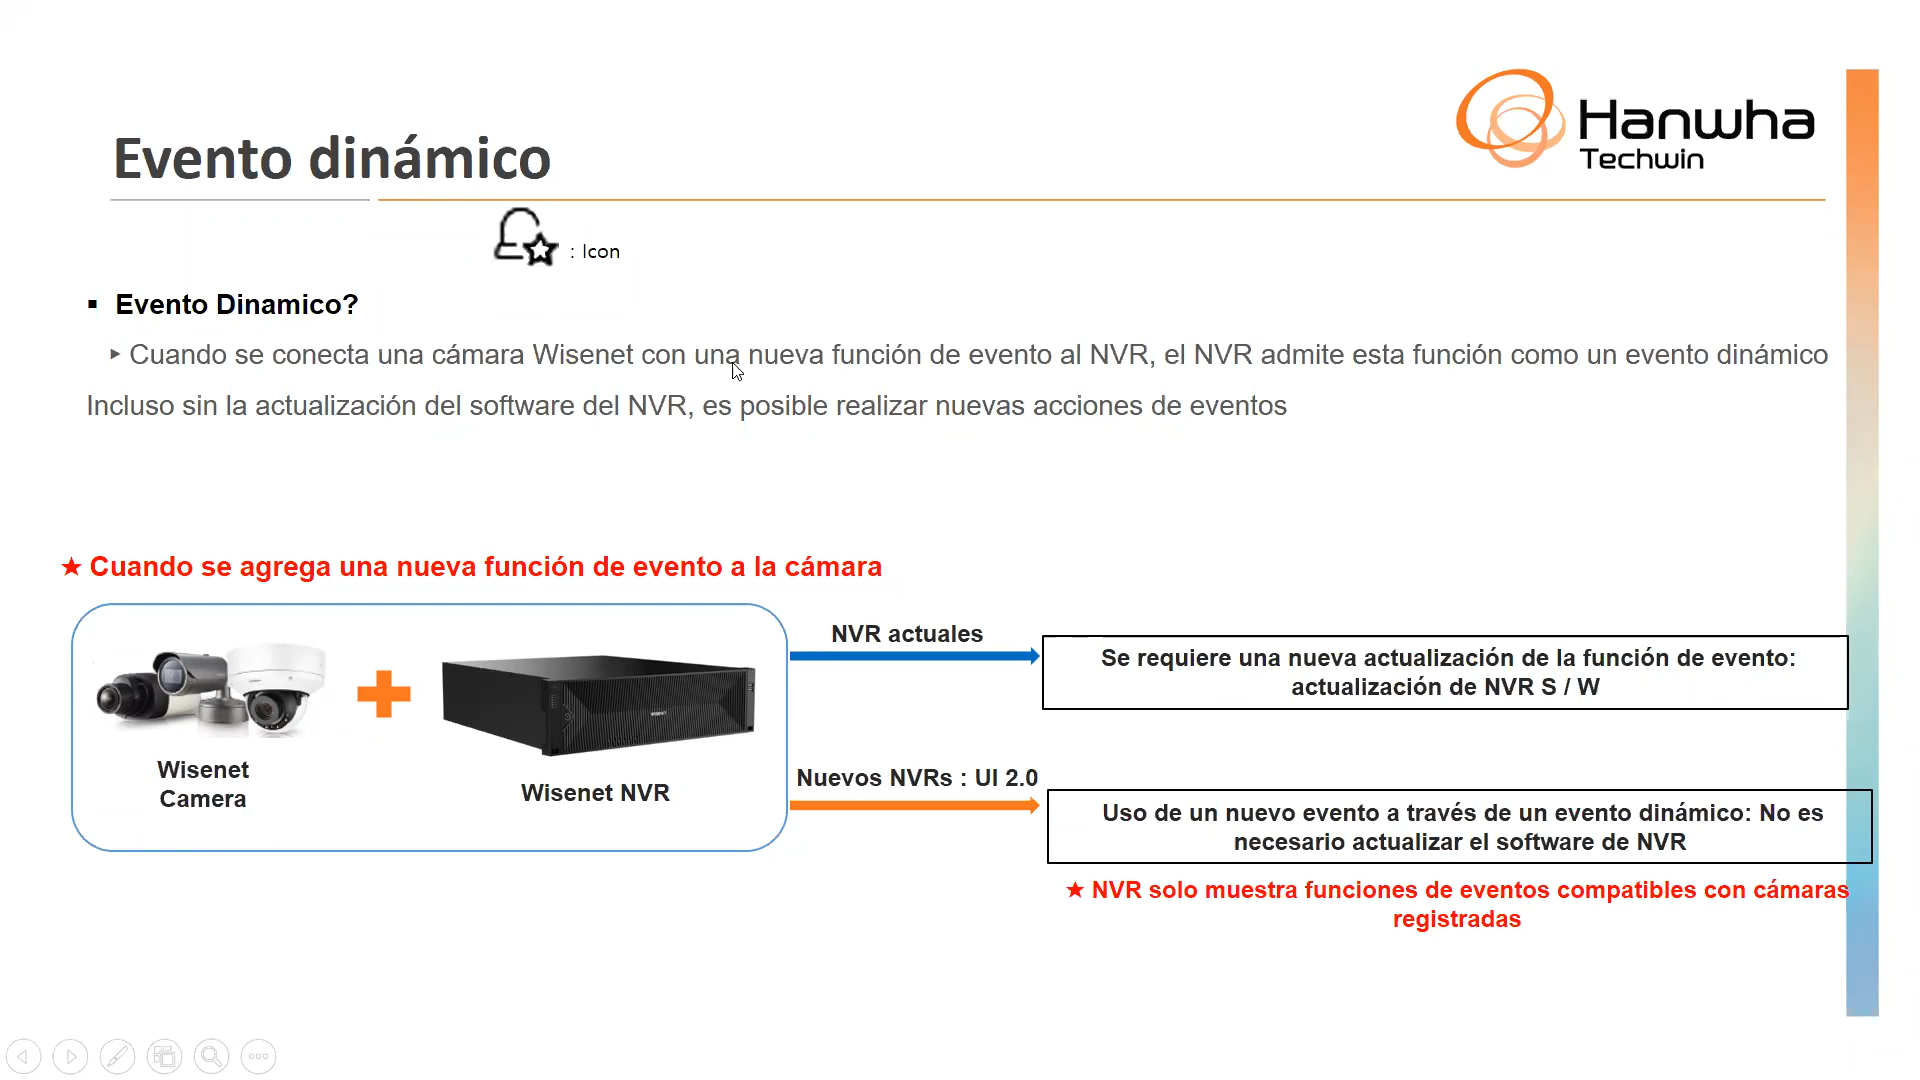 Hanwha
Techwin
Evento dinámico
: Icon
▪ Evento Dinamico?
▸ Cuando se conecta una cámara Wisenet con una nueva función de evento al NVR, el NVR admite esta función como un evento dinámico
Incluso sin la actualización del software del NVR, es posible realizar nuevas acciones de eventos
★ Cuando se agrega una nueva función de evento a la cámara
Wisenet
Camera
WISENET
Wisenet NVR
NVR actuales
Se requiere una nueva actualización de la función de evento:
actualización de NVR S / W
Nuevos NVRs : UI 2.0
Uso de un nuevo evento a través de un evento dinámico: No es
necesario actualizar el software de NVR
★ NVR solo muestra funciones de eventos compatibles con cámaras
registradas